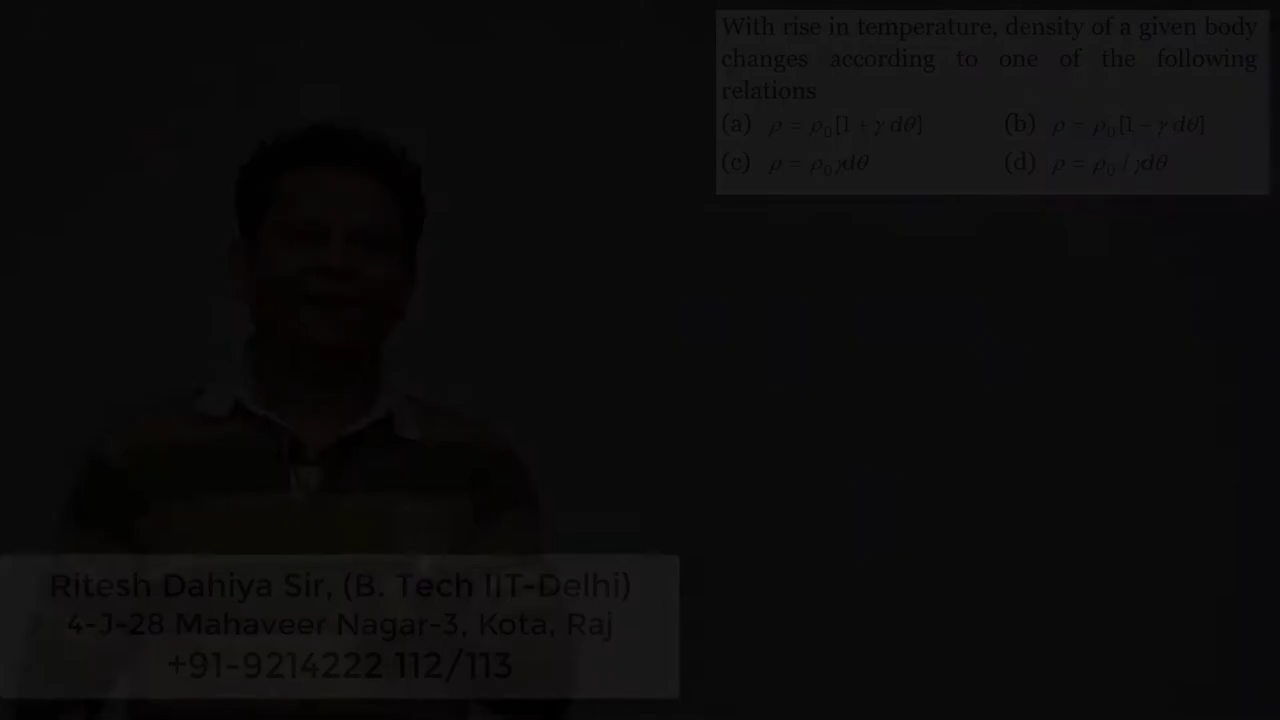 With rise in temperature, density of a given body
changes according to one of the following
relations
(a) ρ = ρ₀[1 + γ dθ] (b) ρ = ρ₀[1 − γ dθ]
(c) ρ = ρ₀γdθ (d) ρ = ρ₀ / γdθ
Ritesh Dahiya Sir, (B. Tech IIT-Delhi)
4-J-28 Mahaveer Nagar-3, Kota, Raj
+91-9214222 112/113